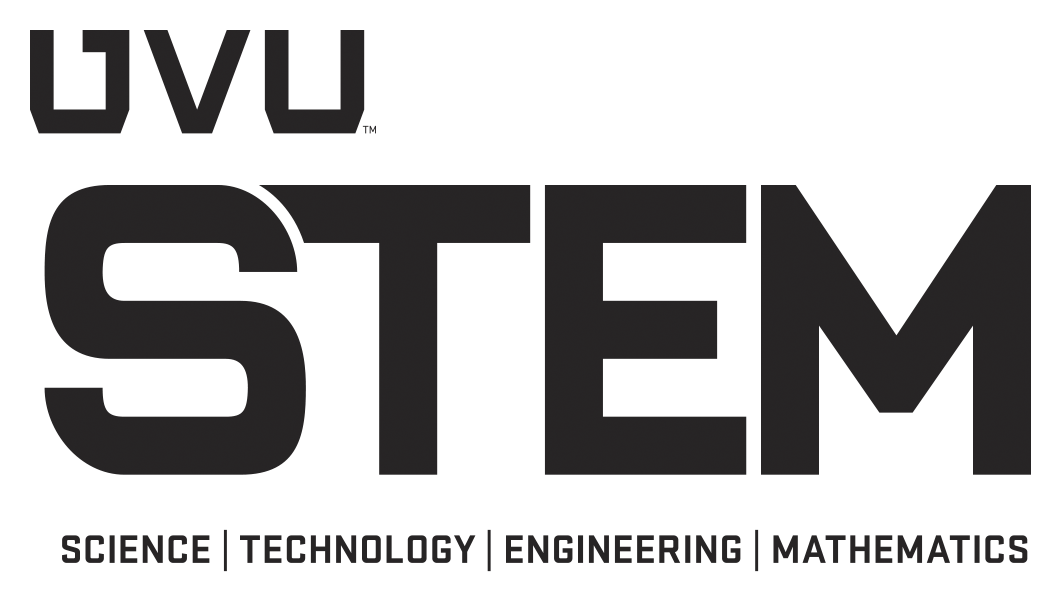 UVU™
STEM
SCIENCE | TECHNOLOGY | ENGINEERING | MATHEMATICS